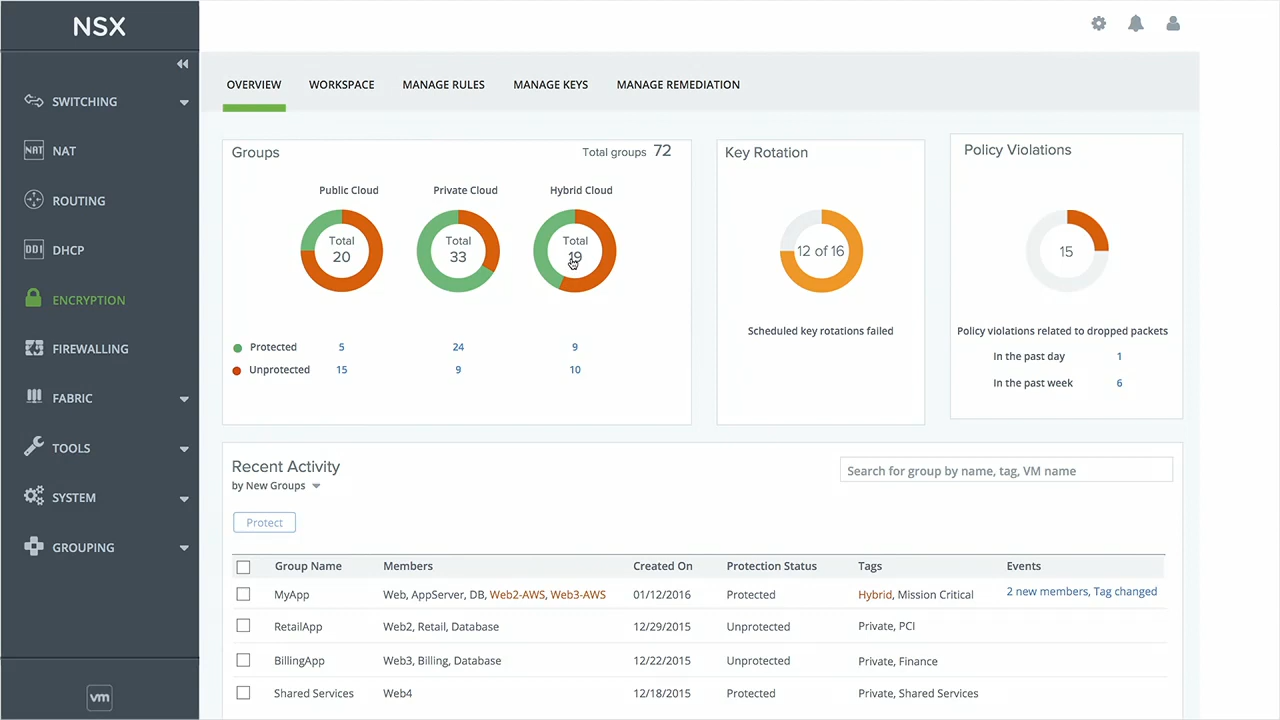 NSX
SWITCHING
NAT NAT
ROUTING
DDI DHCP
ENCRYPTION
FIREWALLING
FABRIC
TOOLS
SYSTEM
GROUPING
vm
OVERVIEW WORKSPACE MANAGE RULES MANAGE KEYS MANAGE REMEDIATION
Groups Total groups 72
Public Cloud Private Cloud Hybrid Cloud
Total Total Total
20 33 19
Protected 5 24 9
Unprotected 15 9 10
Key Rotation
12 of 16
Scheduled key rotations failed
Policy Violations
15
Policy violations related to dropped packets
In the past day 1
In the past week 6
Recent Activity
by New Groups
Search for group by name, tag, VM name
Protect
Group Name Members Created On Protection Status Tags Events
MyApp Web, AppServer, DB, Web2-AWS, Web3-AWS 01/12/2016 Protected Hybrid, Mission Critical 2 new members, Tag changed
RetailApp Web2, Retail, Database 12/29/2015 Unprotected Private, PCI
BillingApp Web3, Billing, Database 12/22/2015 Unprotected Private, Finance
Shared Services Web4 12/18/2015 Protected Private, Shared Services